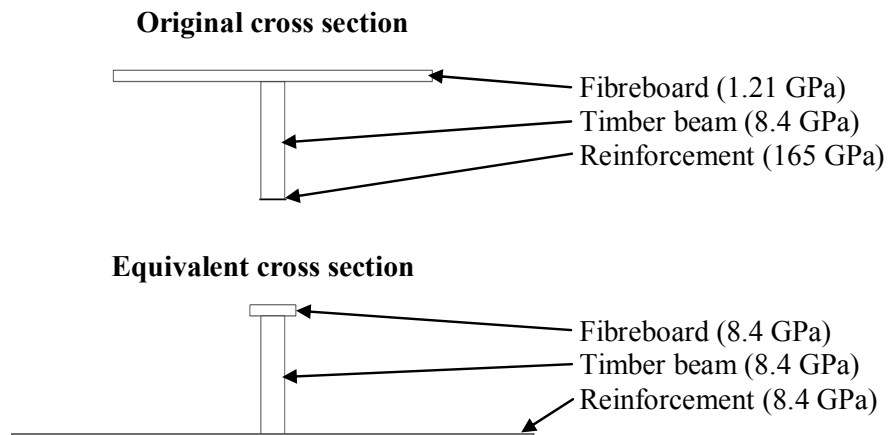 Original cross section
Fibreboard (1.21 GPa)
Timber beam (8.4 GPa)
Reinforcement (165 GPa)
Equivalent cross section
Fibreboard (8.4 GPa)
Timber beam (8.4 GPa)
Reinforcement (8.4 GPa)